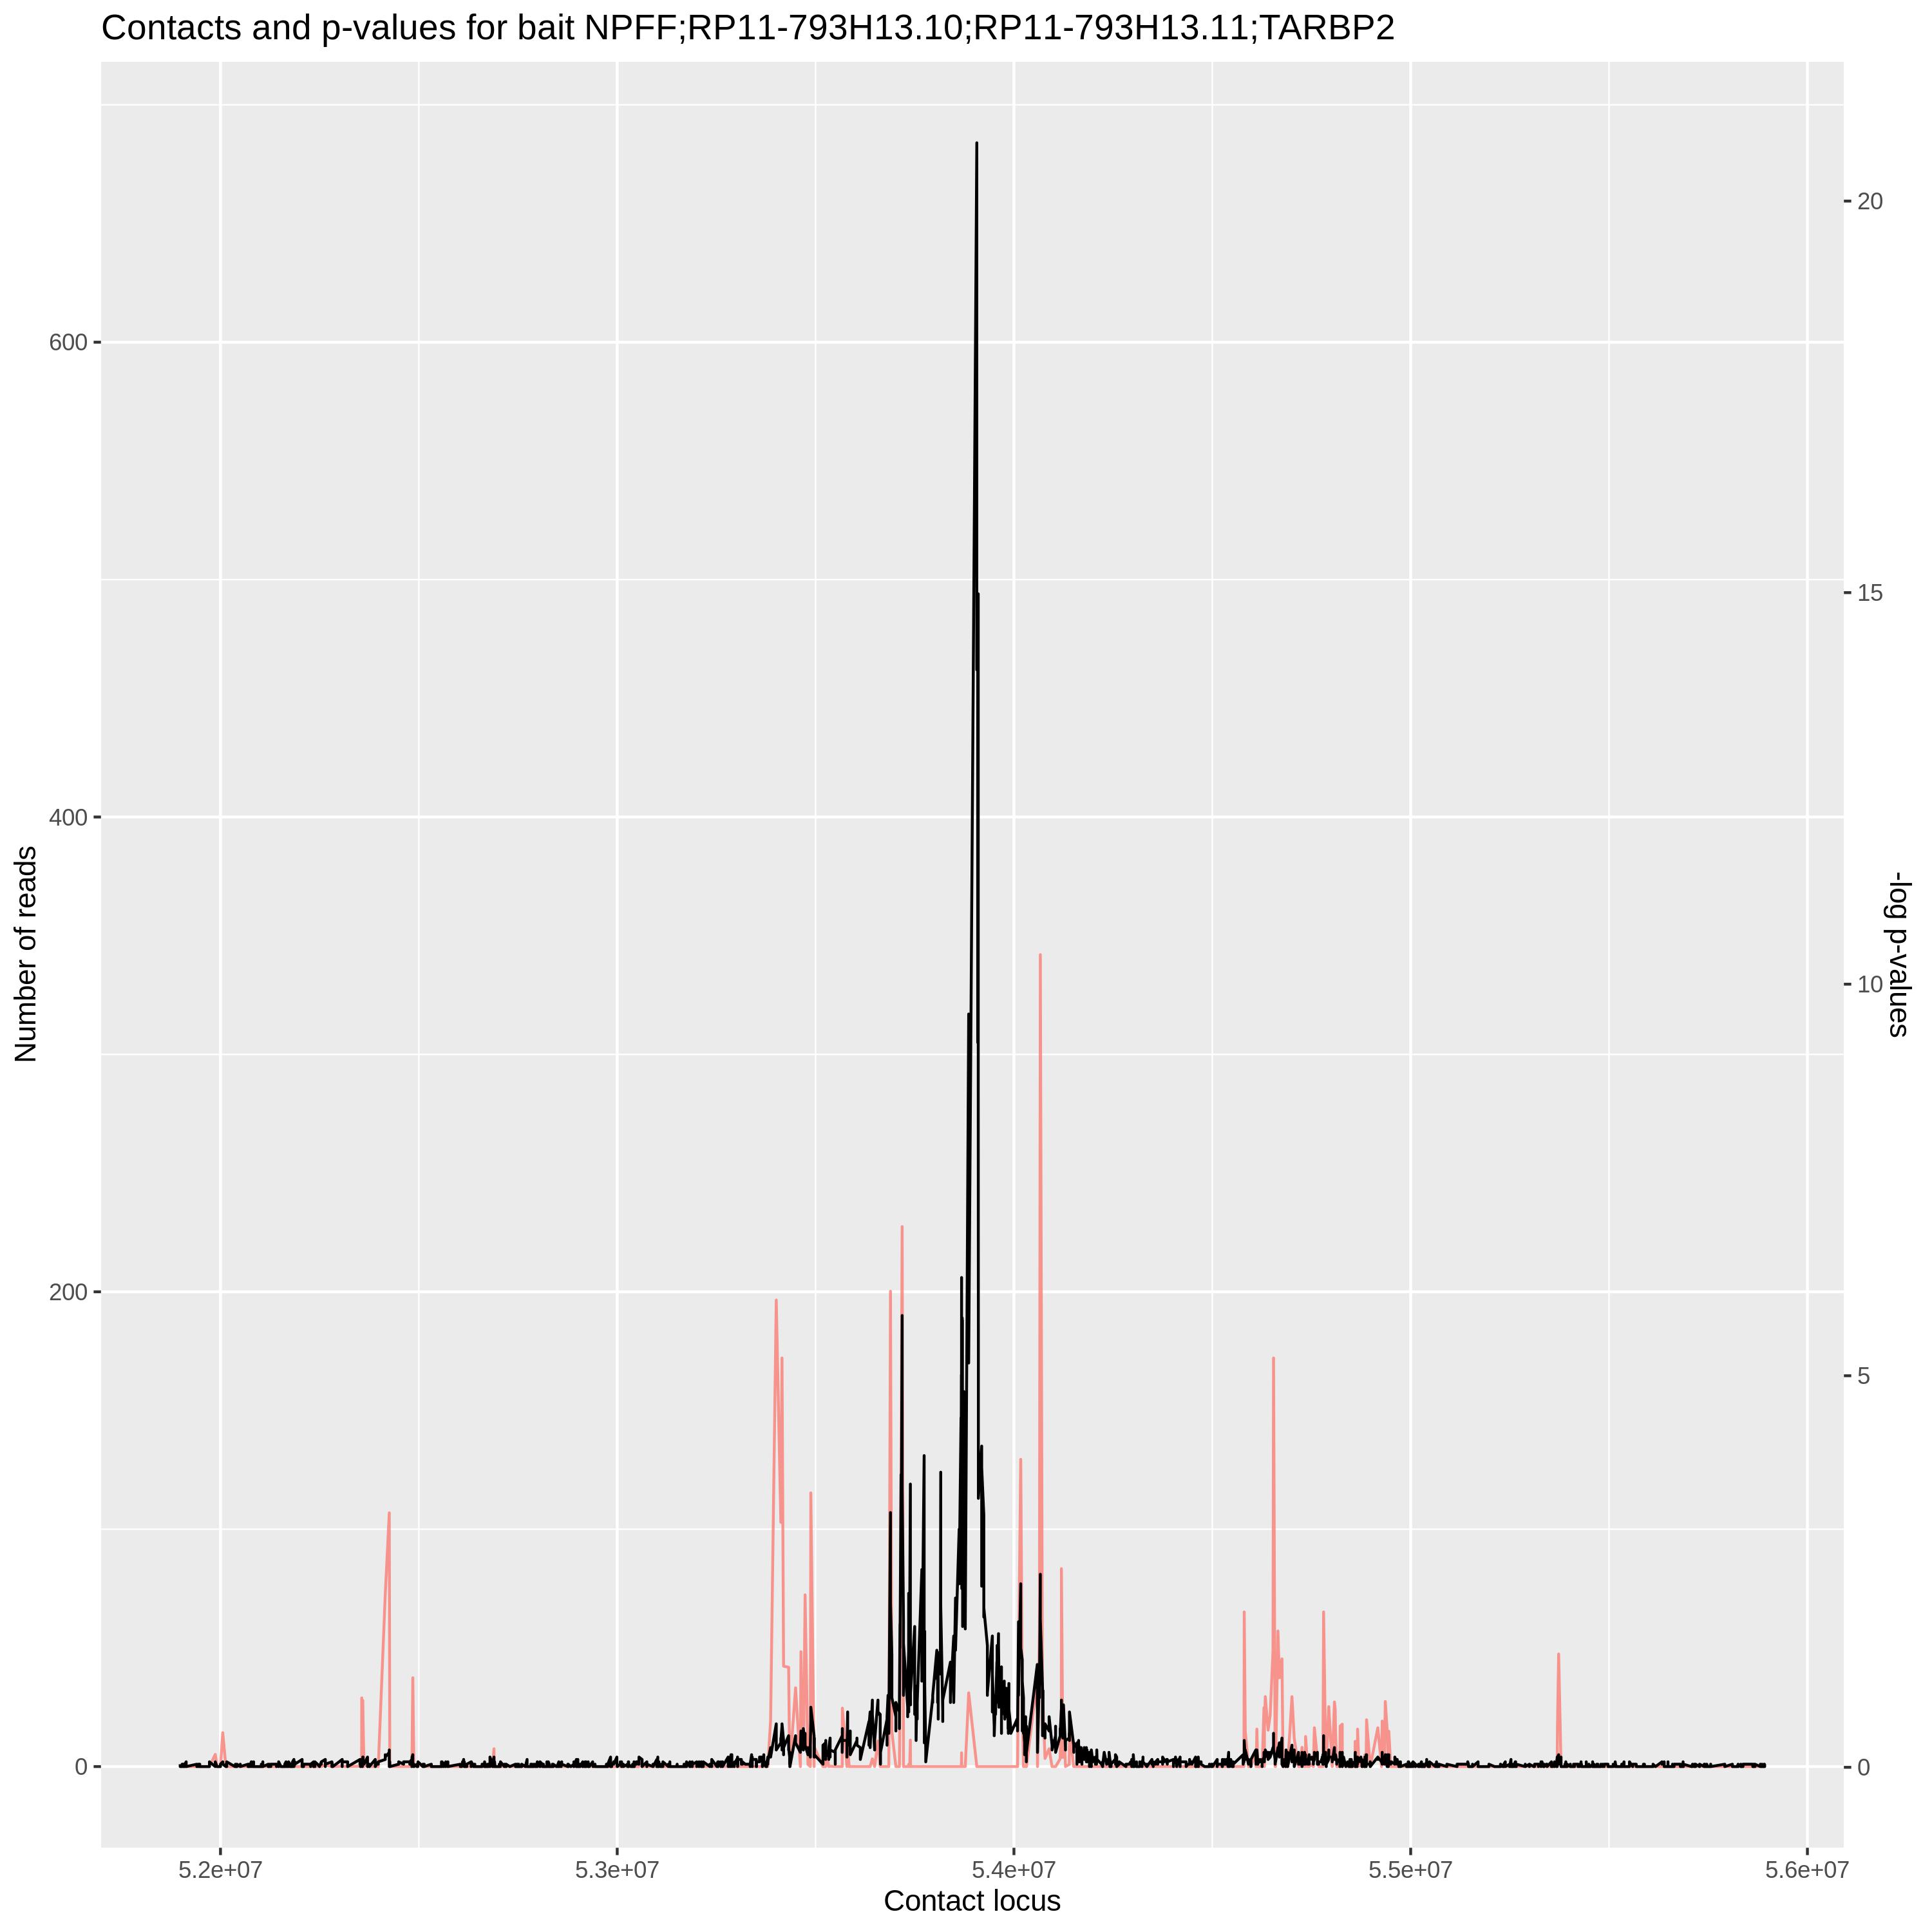 Contacts and p-values for bait NPFF;RP11-793H13.10;RP11-793H13.11;TARBP2
Number of reads
600
400
200
0
20
15
10
5
0
-log p-values
5.2e+07
5.3e+07
5.4e+07
5.5e+07
5.6e+07
Contact locus